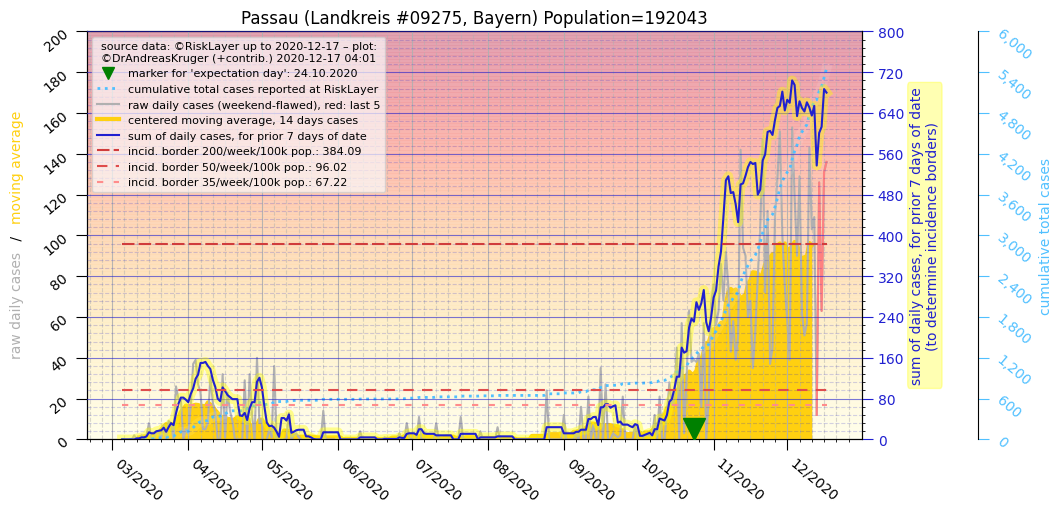 Passau (Landkreis #09275, Bayern) Population=192043
source data: ©RiskLayer up to 2020-12-17 – plot:
©DrAndreasKruger (+contrib.) 2020-12-17 04:01
marker for 'expectation day': 24.10.2020
cumulative total cases reported at RiskLayer
raw daily cases (weekend-flawed), red: last 5
centered moving average, 14 days cases
sum of daily cases, for prior 7 days of date
incid. border 200/week/100k pop.: 384.09
incid. border 50/week/100k pop.: 96.02
incid. border 35/week/100k pop.: 67.22
raw daily cases / moving average
200
180
160
140
120
100
80
60
40
20
0
03/2020
04/2020
05/2020
06/2020
07/2020
08/2020
09/2020
10/2020
11/2020
12/2020
800
720
640
560
480
400
320
240
160
80
0
sum of daily cases, for prior 7 days of date
(to determine incidence borders)
6,000
5,400
4,800
4,200
3,600
3,000
2,400
1,800
1,200
600
0
cumulative total cases